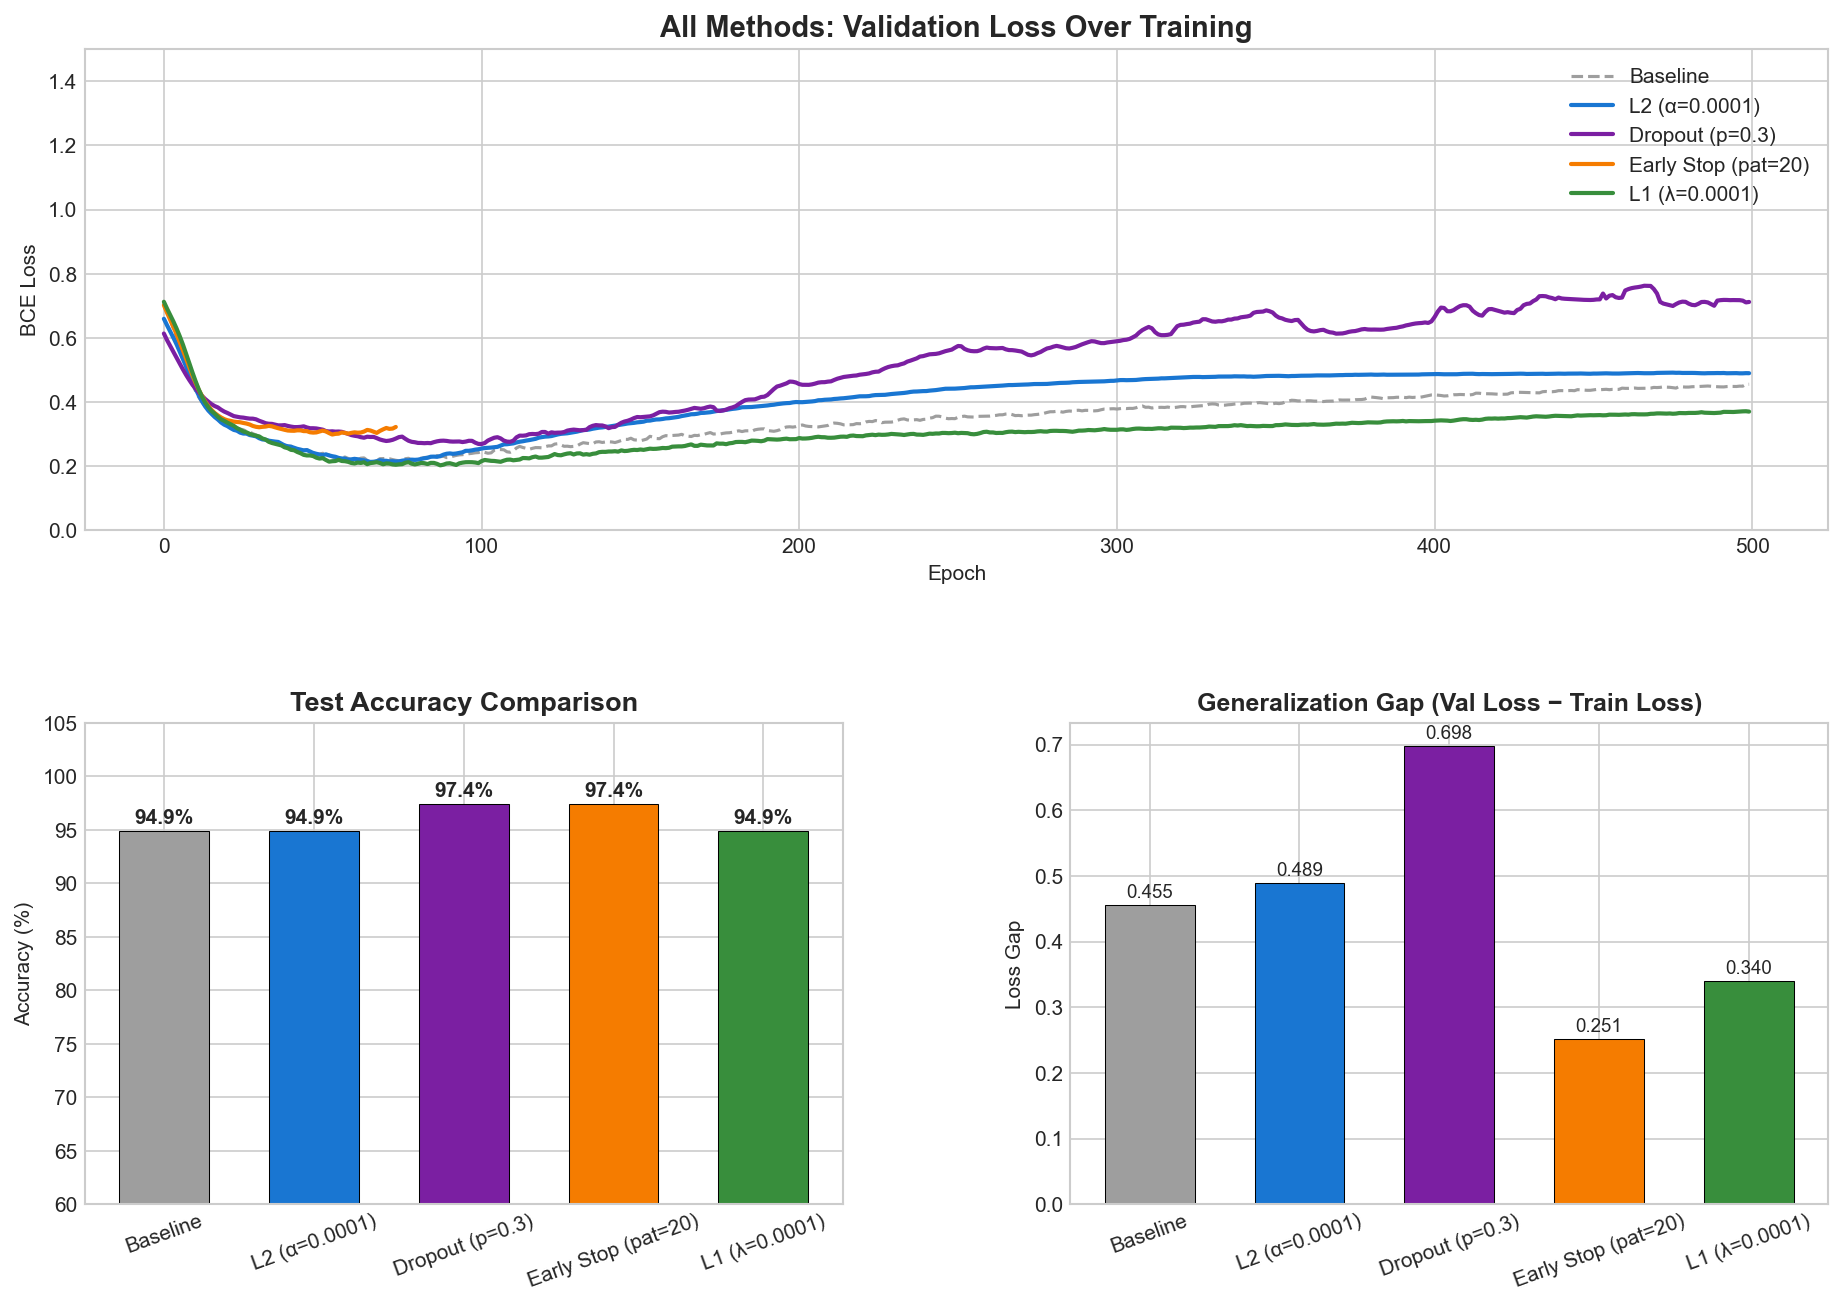 All Methods: Validation Loss Over Training
1.4
1.2
1.0
0.8
0.6
0.4
0.2
0.0
BCE Loss
Baseline
L2 (α=0.0001)
Dropout (p=0.3)
Early Stop (pat=20)
L1 (λ=0.0001)
0 100 200 300 400 500
Epoch
Test Accuracy Comparison
105
100
95
90
85
80
75
70
65
60
Accuracy (%)
94.9% 94.9% 97.4% 97.4% 94.9%
Baseline
L2 (α=0.0001)
Dropout (p=0.3)
Early Stop (pat=20)
L1 (λ=0.0001)
Generalization Gap (Val Loss − Train Loss)
0.7
0.6
0.5
0.4
0.3
0.2
0.1
0.0
Loss Gap
0.455 0.489 0.698 0.251 0.340
Baseline
L2 (α=0.0001)
Dropout (p=0.3)
Early Stop (pat=20)
L1 (λ=0.0001)